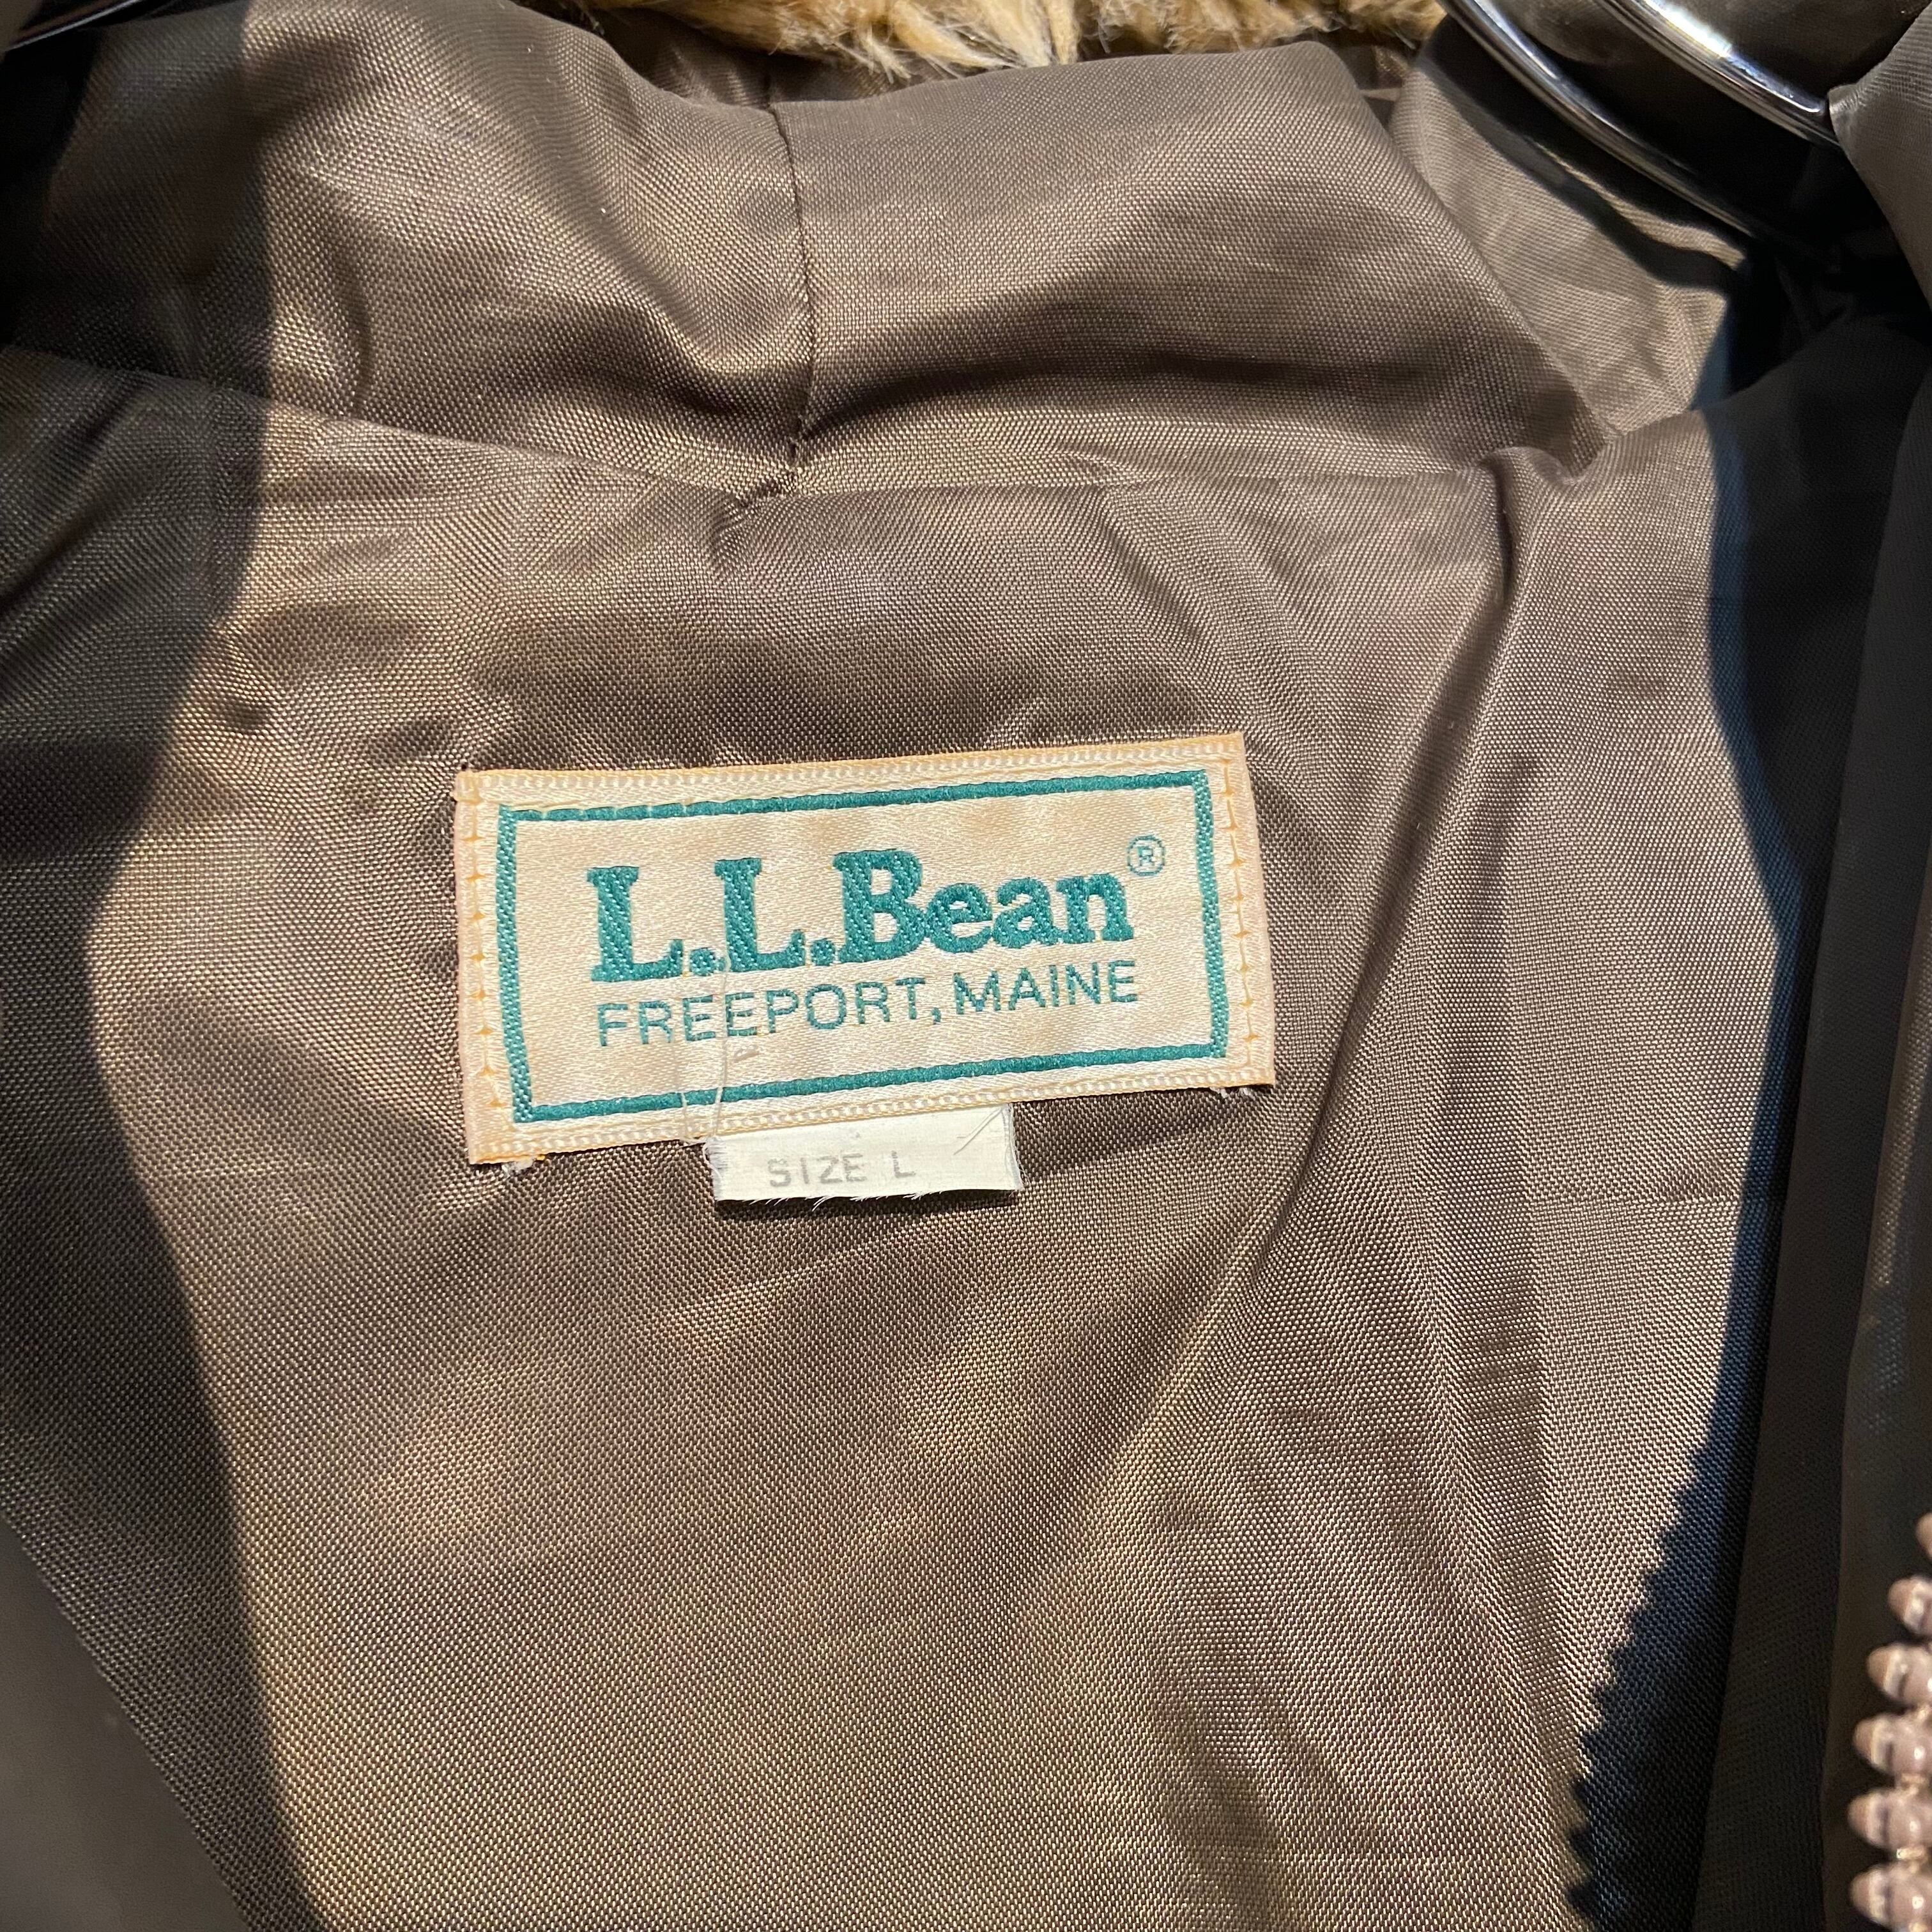 L.L.Bean®
FREEPORT, MAINE
SIZE L